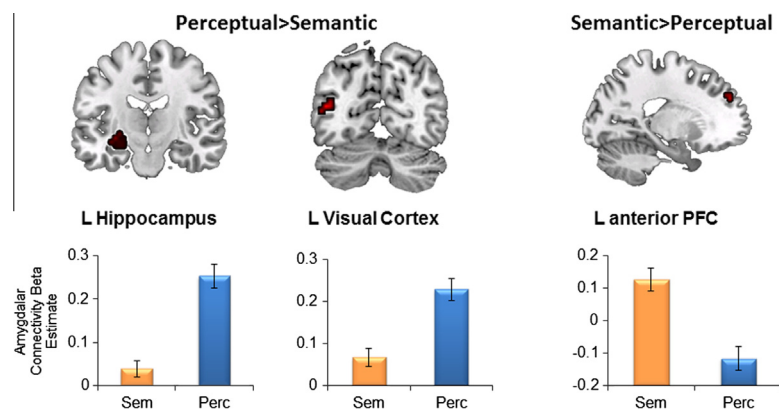 Perceptual>Semantic
Semantic>Perceptual
L Hippocampus
L Visual Cortex
L anterior PFC
Amygdalar
Connectivity Beta
Estimate
0.3
0.2
0.1
0
Sem
Perc
0.3
0.2
0.1
0
Sem
Perc
0.2
0.1
0
-0.1
-0.2
Sem
Perc